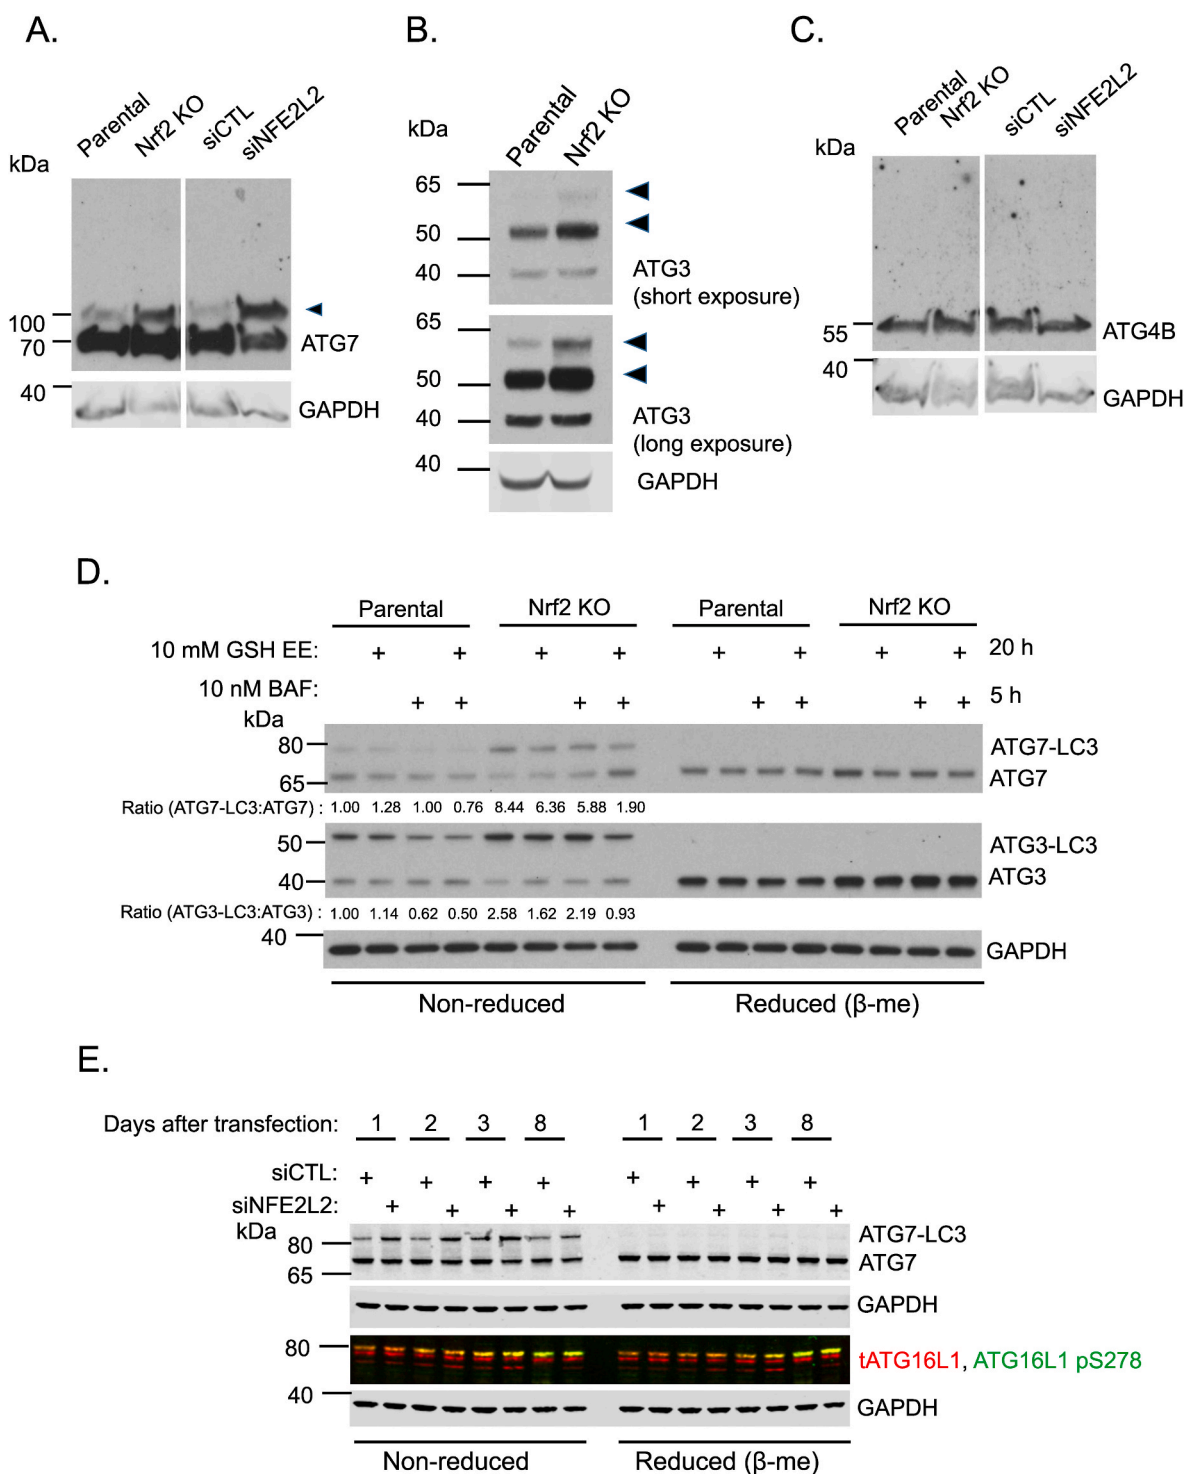 A.
Parental
Nrf2 KO
siCTL
siNFE2L2
kDa
100
70
ATG7
40
GAPDH
B.
Parental
Nrf2 KO
kDa
65
50
40
ATG3
(short exposure)
65
50
40
ATG3
(long exposure)
40
GAPDH
C.
Parental
Nrf2 KO
siCTL
siNFE2L2
kDa
55
ATG4B
40
GAPDH
D.
Parental Nrf2 KO Parental Nrf2 KO
10 mM GSH EE: + + + + + + + + 20 h
10 nM BAF: + + + + + + + + 5 h
kDa
80 ATG7-LC3
65 ATG7
Ratio (ATG7-LC3:ATG7) : 1.00 1.28 1.00 0.76 8.44 6.36 5.88 1.90
50 ATG3-LC3
40 ATG3
Ratio (ATG3-LC3:ATG3) : 1.00 1.14 0.62 0.50 2.58 1.62 2.19 0.93
40
GAPDH
Non-reduced Reduced (β-me)
E.
Days after transfection: 1 2 3 8 1 2 3 8
siCTL: + + + + + + + +
siNFE2L2: + + + + + + + +
kDa
80 ATG7-LC3
65 ATG7
GAPDH
80
tATG16L1, ATG16L1 pS278
40
GAPDH
Non-reduced Reduced (β-me)